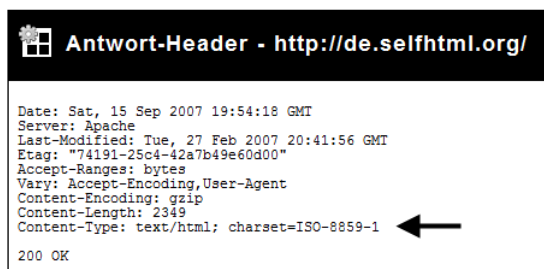 Antwort-Header - http://de.selfhtml.org/
Date: Sat, 15 Sep 2007 19:54:18 GMT
Server: Apache
Last-Modified: Tue, 27 Feb 2007 20:41:56 GMT
Etag: "74191-25c4-42a7b49e60d00"
Accept-Ranges: bytes
Vary: Accept-Encoding,User-Agent
Content-Encoding: gzip
Content-Length: 2349
Content-Type: text/html; charset=ISO-8859-1
200 OK